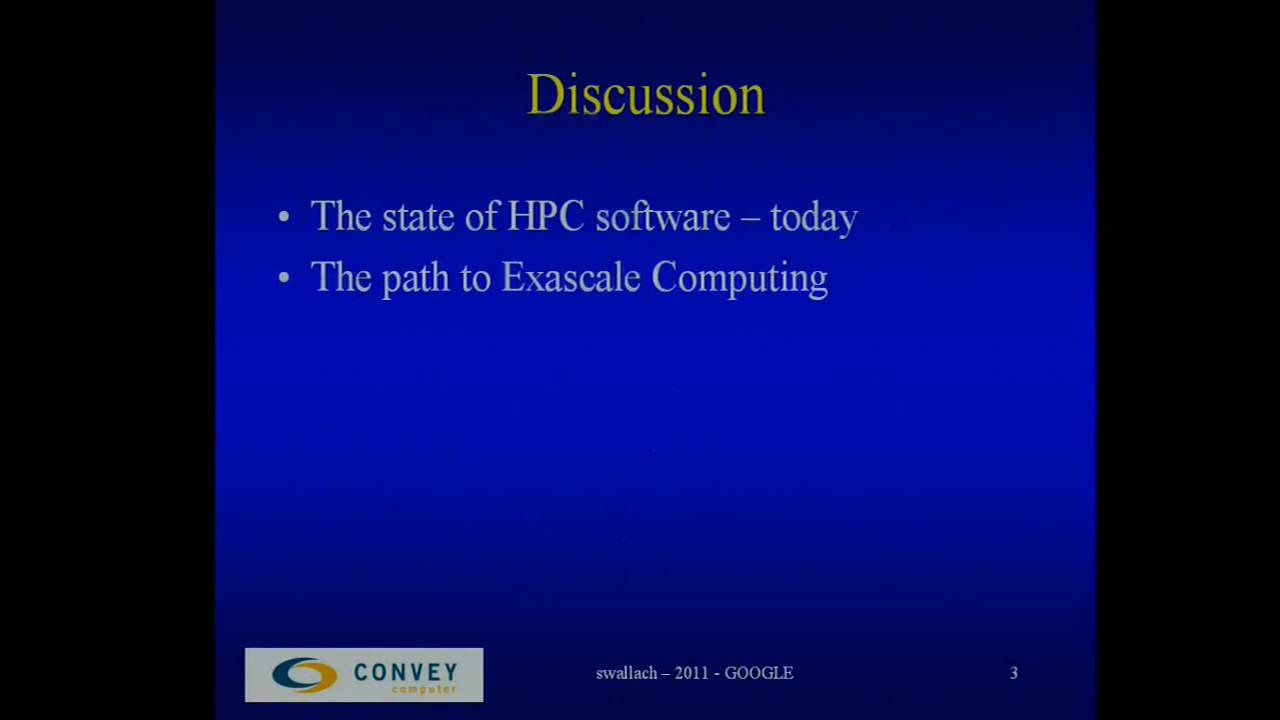 Discussion
• The state of HPC software – today
• The path to Exascale Computing
CONVEY
computer
swallach – 2011 - GOOGLE
3